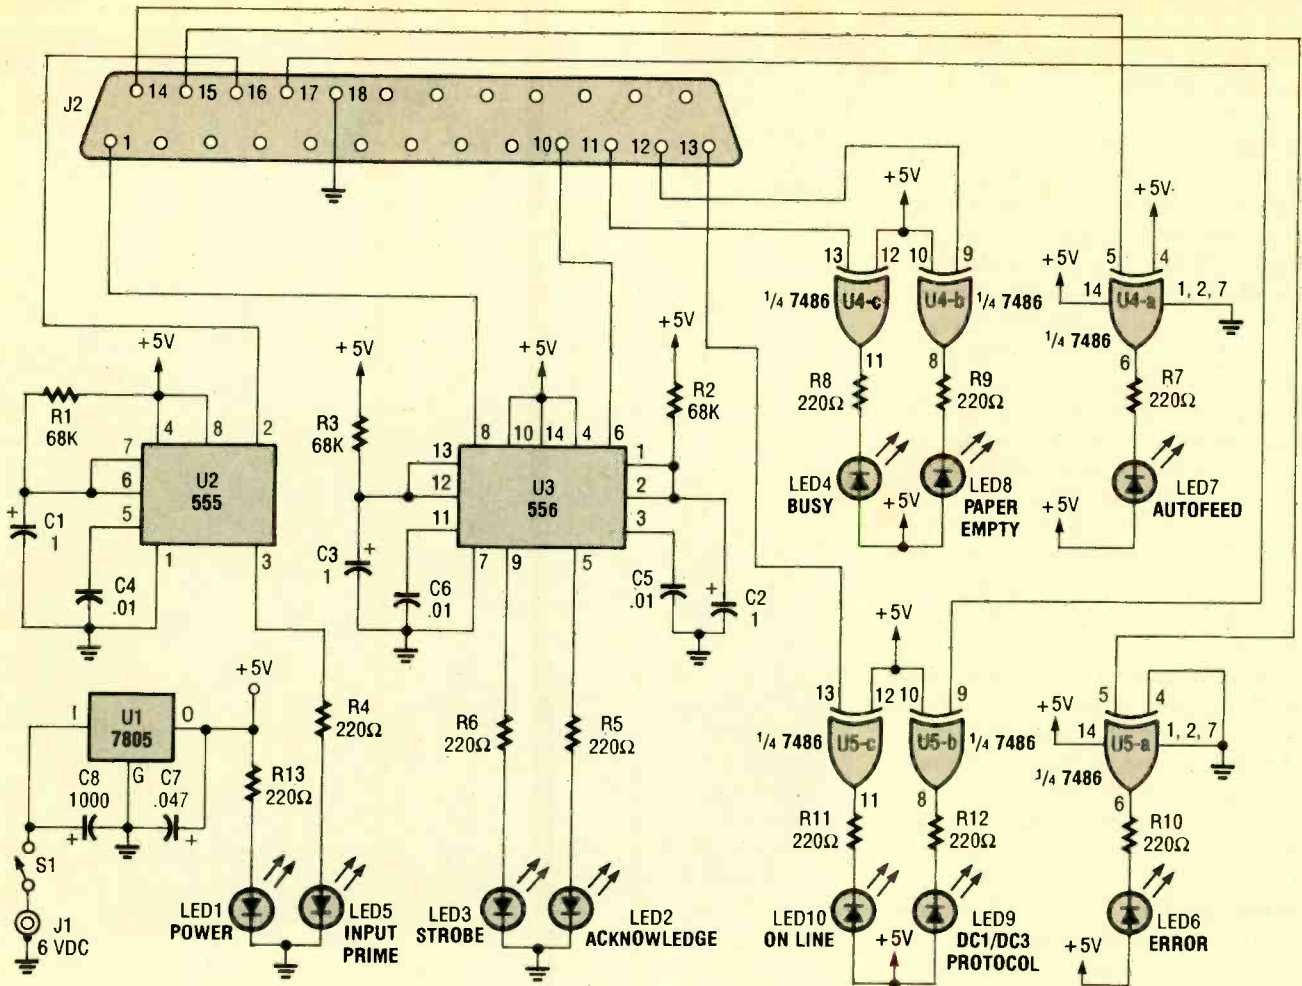 J2
14 15 16 17 18
1 10 11 12 13
+5V
+5V
13 12 10 9
+5V
5 4
1/4 7486 U4-c U4-b 1/4 7486
14 U4-a 1, 2, 7
1/4 7486
11 8 6
R8
220Ω
R9
220Ω
R7
220Ω
LED4
BUSY
LED8
PAPER
EMPTY
LED7
AUTOFEED
+5V
+5V
+5V
R1
68K
4 8 2
7
6
5
1 3
U2
555
C1
1
+
C4
.01
+5V
R3
68K
+5V
8 10 14 4 6
13
12
11
7 9 5
1
2
3
U3
556
+5V
R2
68K
C3
1
+
C6
.01
C5
.01
+
C2
1
+5V
I U1 O
7805
G
C8
1000
+
C7
.047
+
S1
J1
6 VDC
R13
220Ω
R4
220Ω
R6
220Ω
R5
220Ω
LED1
POWER
LED5
INPUT
PRIME
LED3
STROBE
LED2
ACKNOWLEDGE
+5V
13 12 10 9
1/4 7486 U5-c U5-b 1/4 7486
11 8
R11
220Ω
R12
220Ω
LED10
ON LINE
LED9
DC1/DC3
PROTOCOL
+5V
5 4
+5V
14 U5-a 1, 2, 7
1/4 7486
6
R10
220Ω
LED6
ERROR
+5V